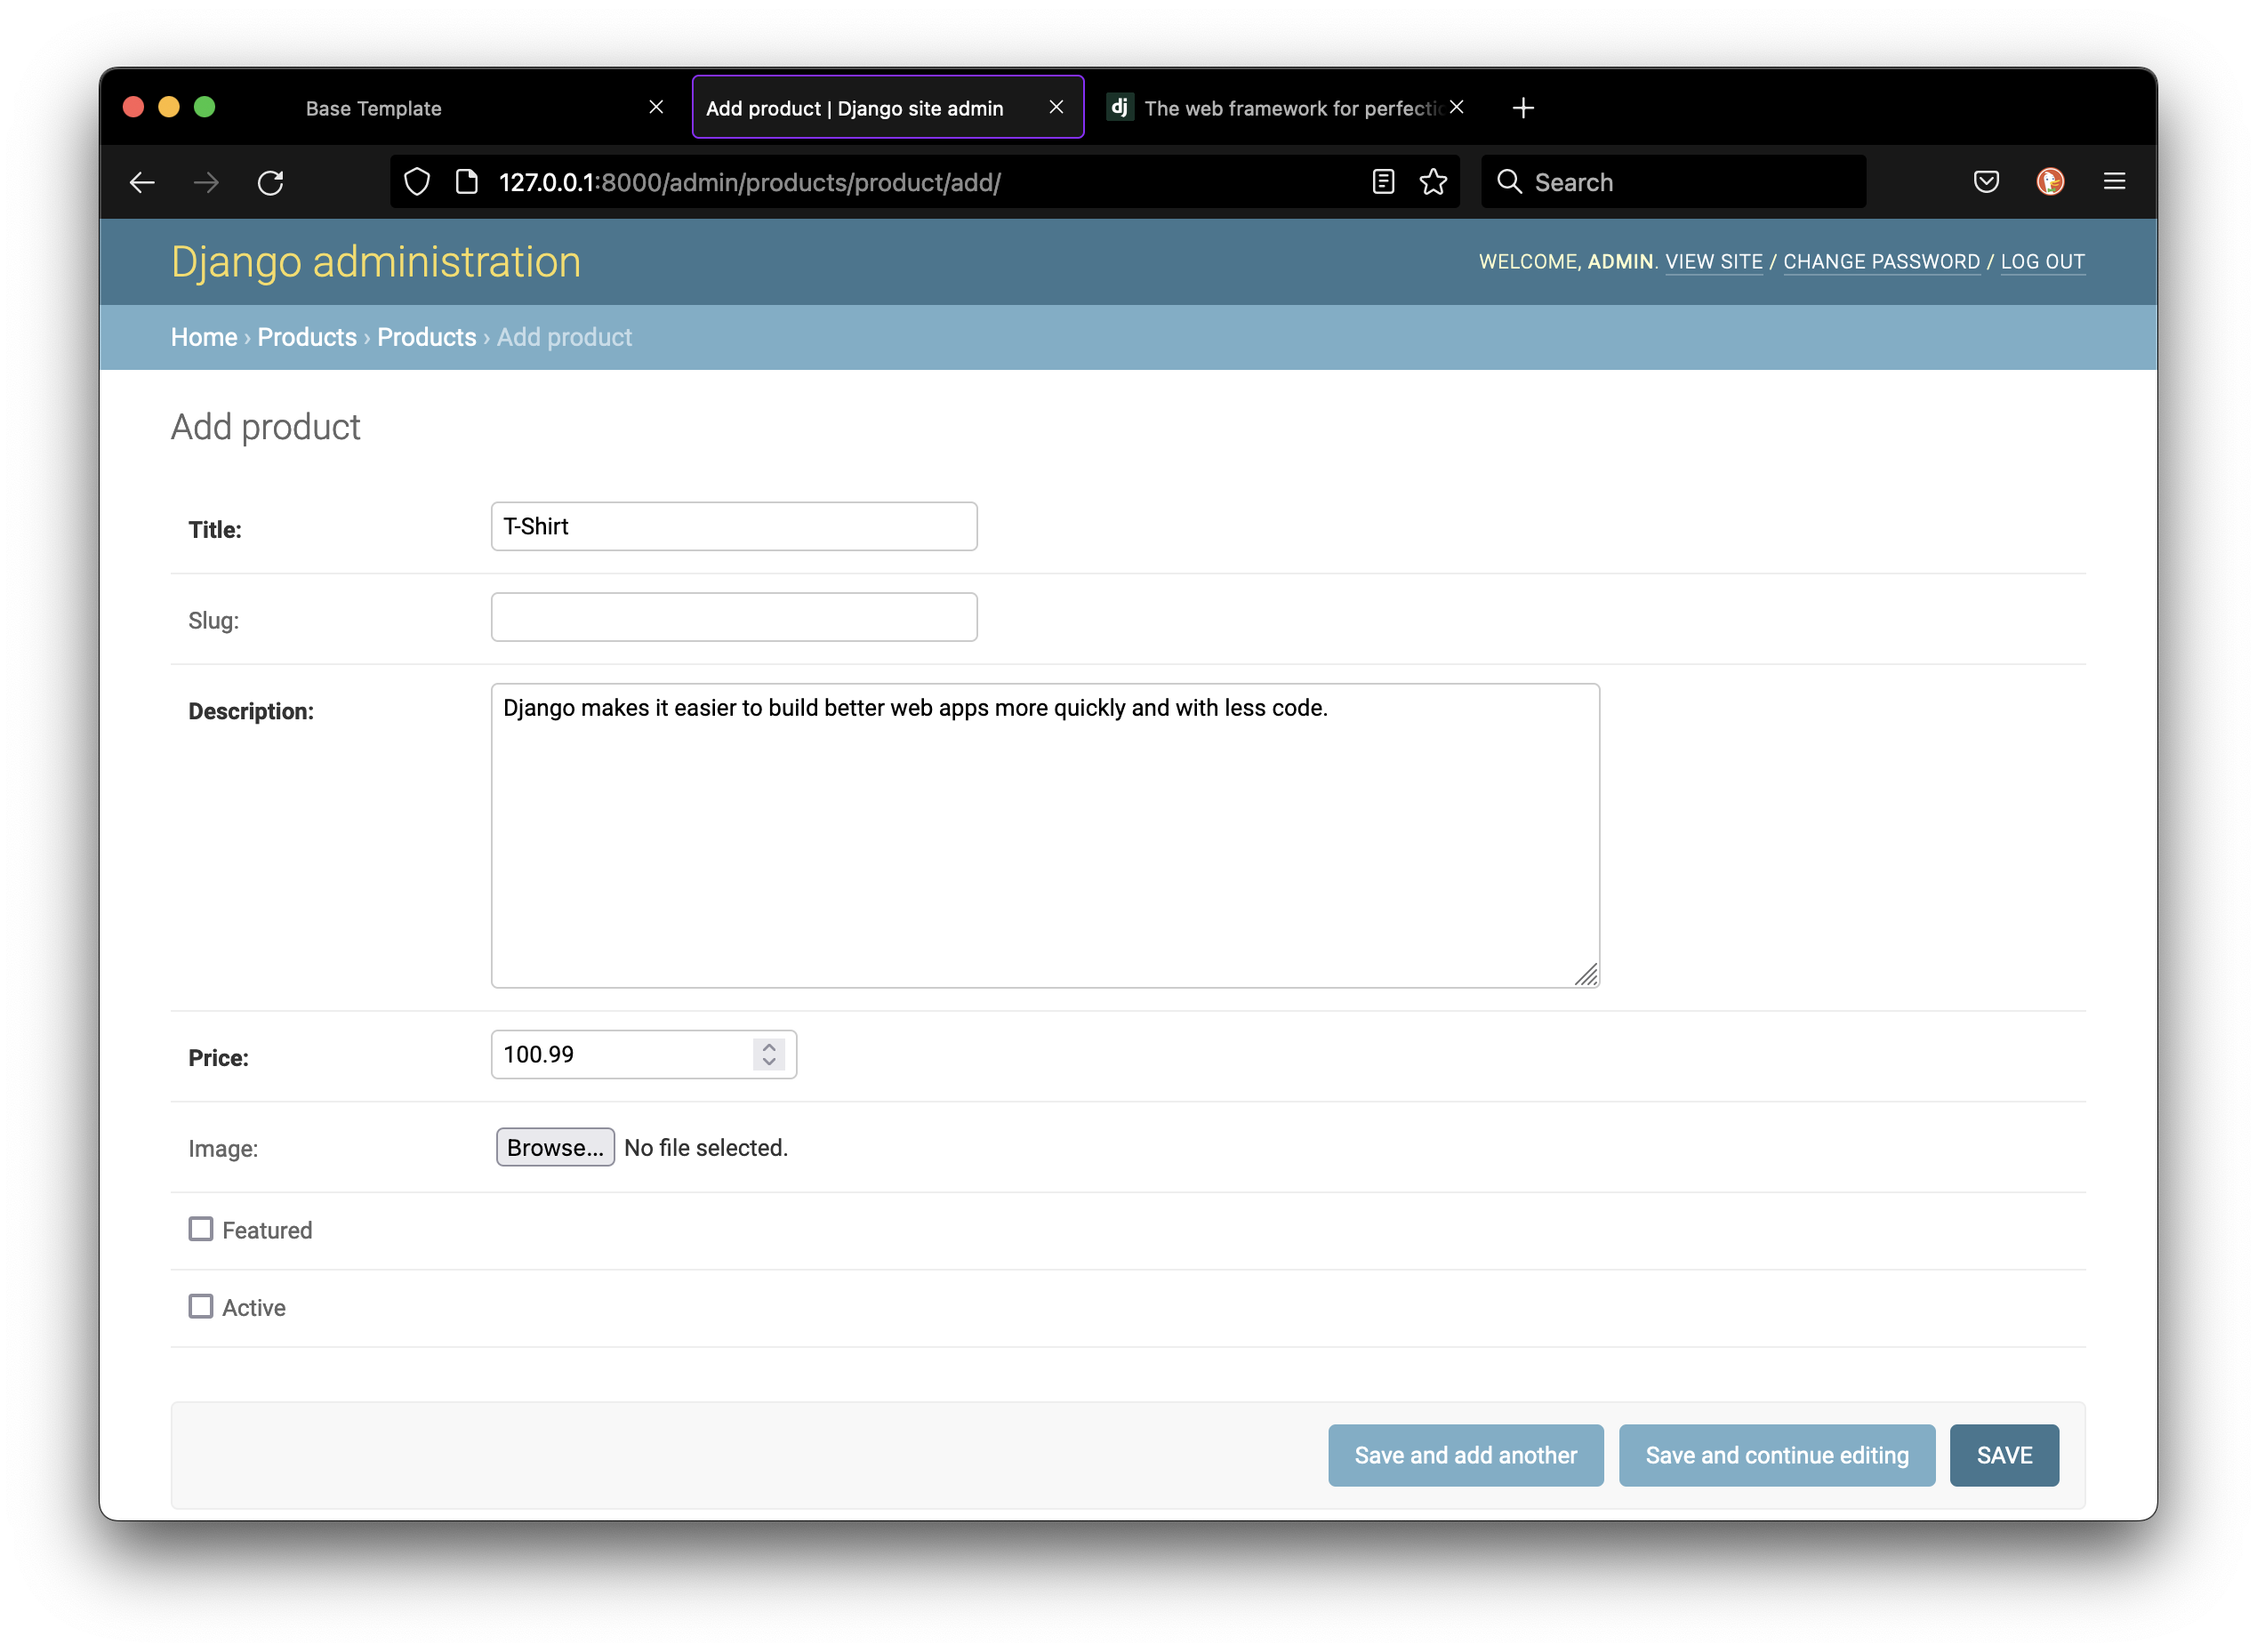 Base Template
Add product | Django site admin
dj The web framework for perfectio
127.0.0.1:8000/admin/products/product/add/
Search
Django administration
WELCOME, ADMIN. VIEW SITE / CHANGE PASSWORD / LOG OUT
Home › Products › Products › Add product
Add product
Title: T-Shirt
Slug:
Description: Django makes it easier to build better web apps more quickly and with less code.
Price: 100.99
Image: Browse... No file selected.
Featured
Active
Save and add another Save and continue editing SAVE